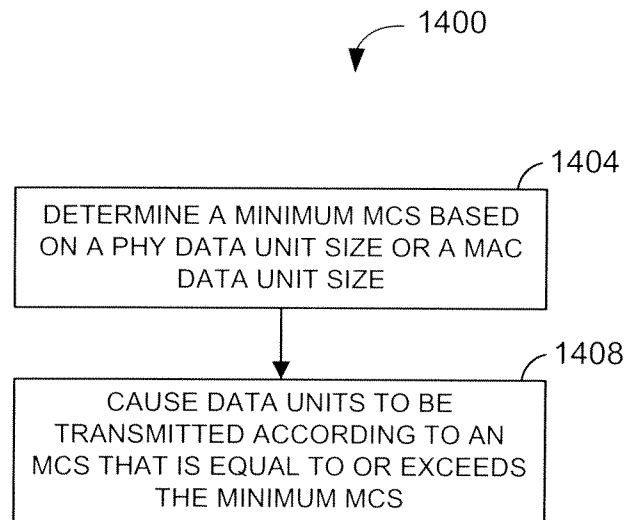 1400
1404
DETERMINE A MINIMUM MCS BASED
ON A PHY DATA UNIT SIZE OR A MAC
DATA UNIT SIZE
1408
CAUSE DATA UNITS TO BE
TRANSMITTED ACCORDING TO AN
MCS THAT IS EQUAL TO OR EXCEEDS
THE MINIMUM MCS